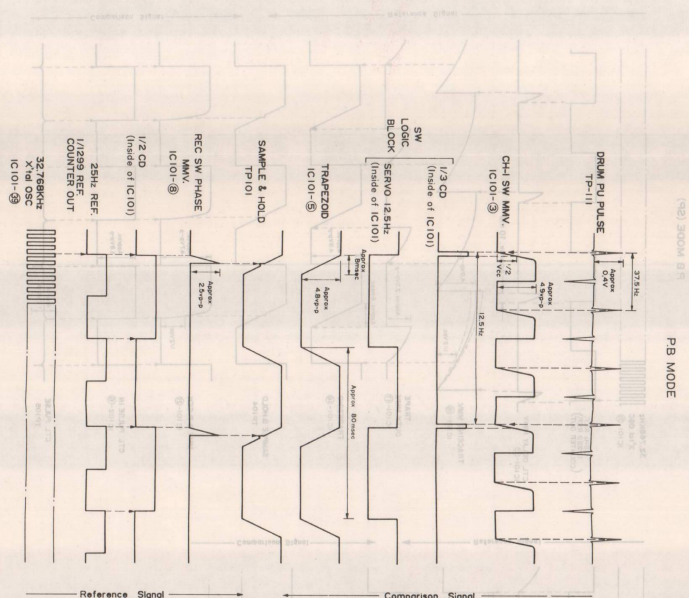 PB MODE
DRUM PU PULSE
TP-111
37.5 Hz
Approx
0.4V
CH-1 SW MMV.
IC101-③
1/2
Vcc
Approx
4.9Vp-p
12.5 Hz
SW
LOGIC
BLOCK
1/3 CD
(Inside of IC101)
SERVO 12.5Hz
(Inside of IC101)
TRAPEZOID
IC101-⑤
Approx
8msec
Approx
4.8vp-p
Approx 80msec
SAMPLE & HOLD
TP101
REC SW PHASE
MMV.
IC101-⑧
Approx
2.5vp-p
1/2 CD
(Inside of IC101)
25Hz REF.
1/1299 REF.
COUNTER OUT
32.768KHz
X'tal OSC
IC101-㊴
Reference Signal
Comparison Signal